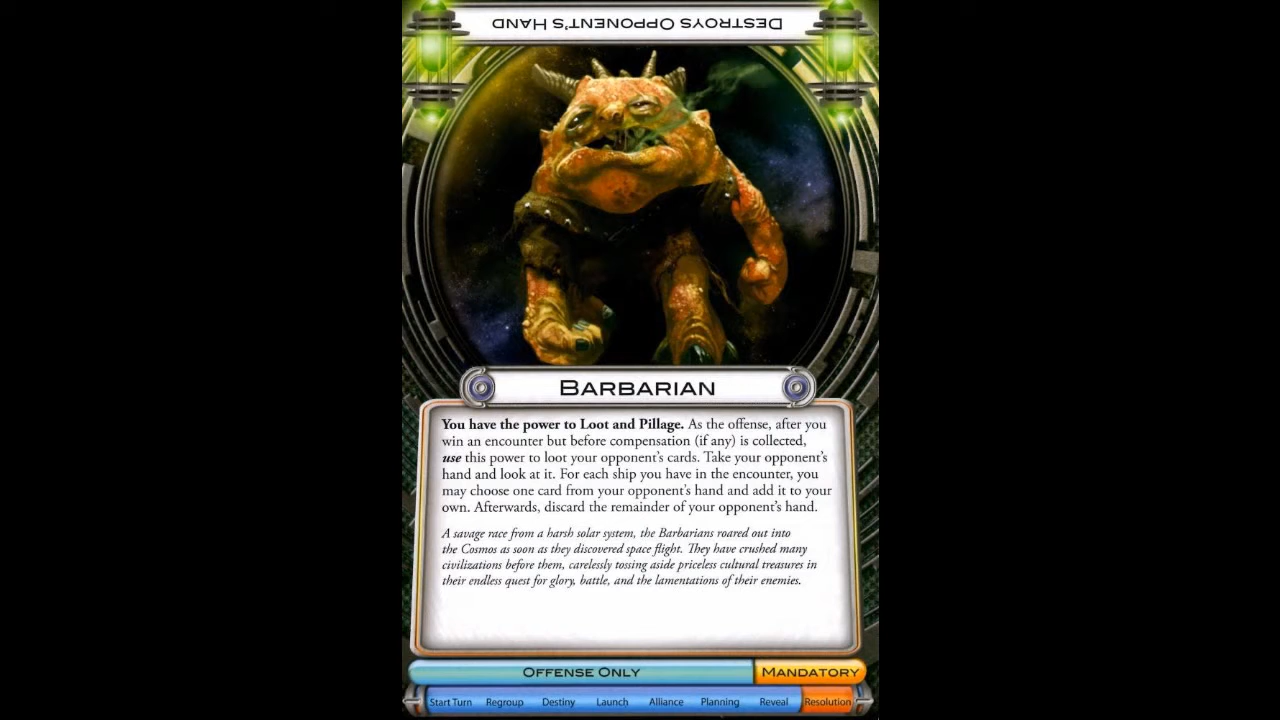 DESTROYS OPPONENT'S HAND
BARBARIAN
You have the power to Loot and Pillage. As the offense, after you
win an encounter but before compensation (if any) is collected,
use this power to loot your opponent's cards. Take your opponent's
hand and look at it. For each ship you have in the encounter, you
may choose one card from your opponent's hand and add it to your
own. Afterwards, discard the remainder of your opponent's hand.
A savage race from a harsh solar system, the Barbarians roared out into
the Cosmos as soon as they discovered space flight. They have crushed many
civilizations before them, carelessly tossing aside priceless cultural treasures in
their endless quest for glory, battle, and the lamentations of their enemies.
OFFENSE ONLY MANDATORY
Start Turn Regroup Destiny Launch Alliance Planning Reveal Resolution